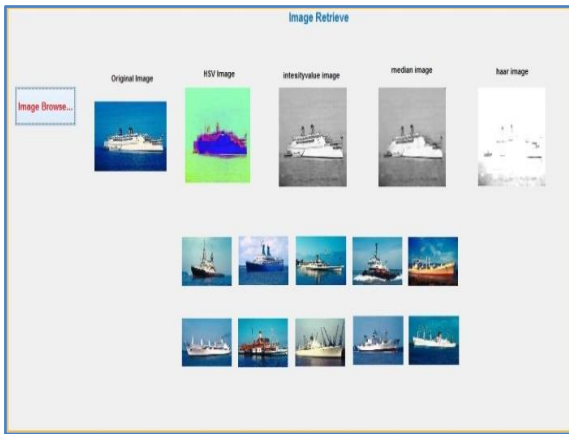 Image Retrieve
Original Image
HSV Image
intesityvalue image
median image
haar image
Image Browse...